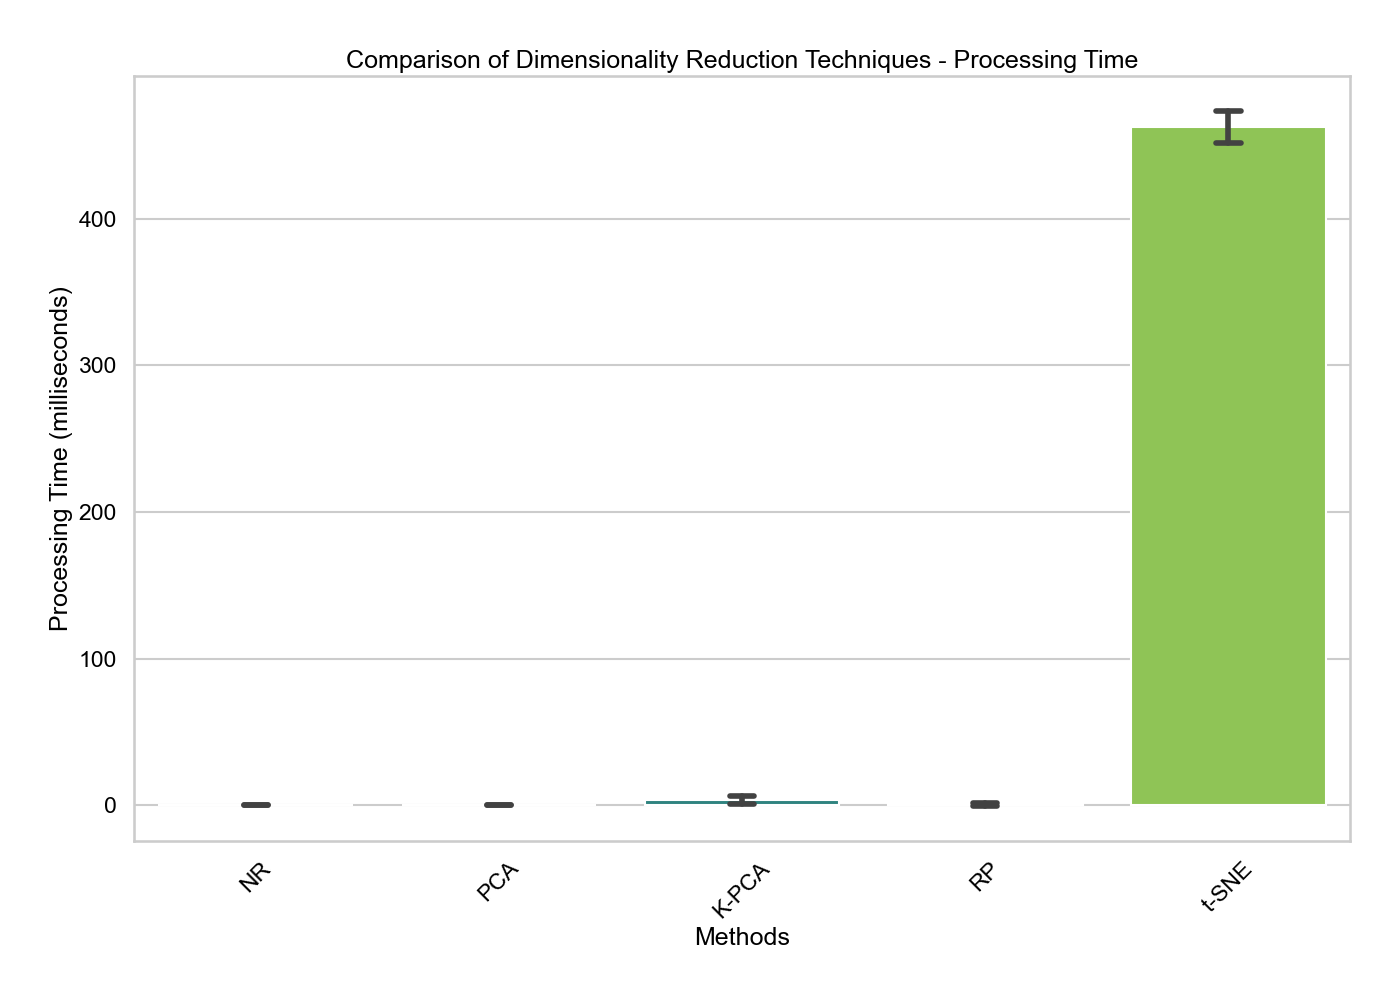 Comparison of Dimensionality Reduction Techniques - Processing Time
Processing Time (milliseconds)
400
300
200
100
0
NR
PCA
K-PCA
RP
t-SNE
Methods